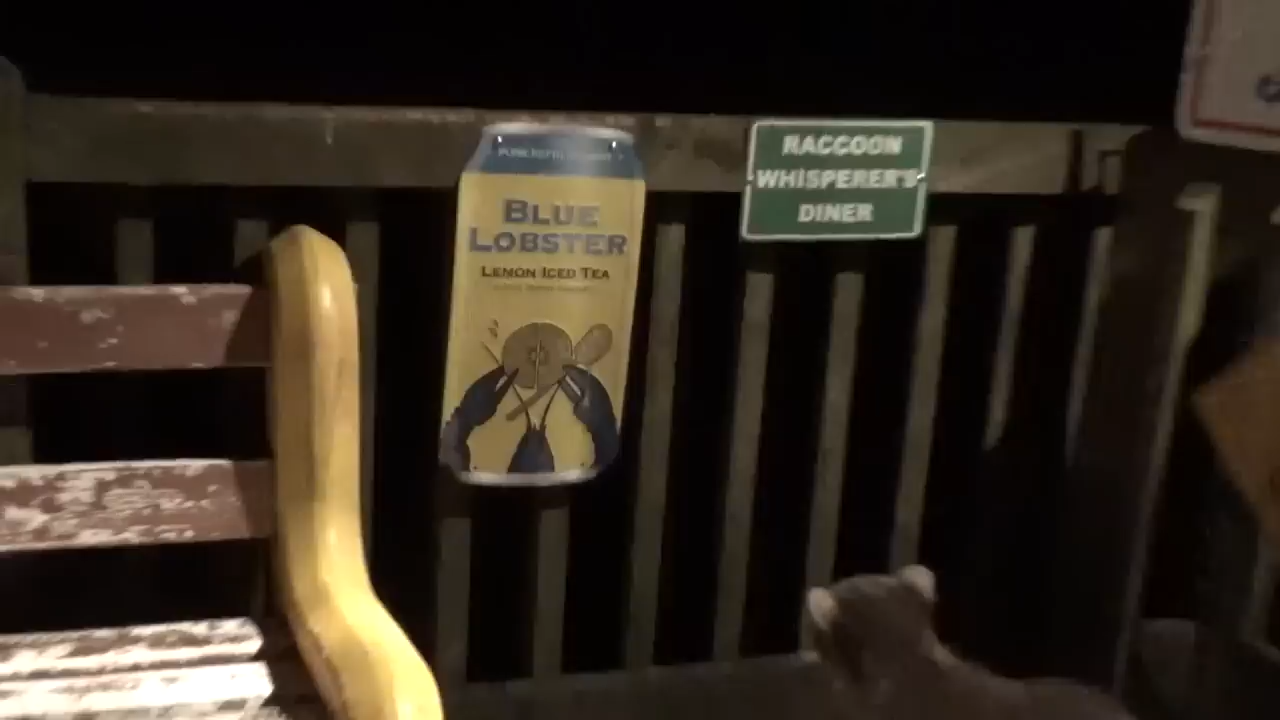 BLUE
LOBSTER
LEMON ICED TEA
RACCOON
WHISPERER'S
DINER